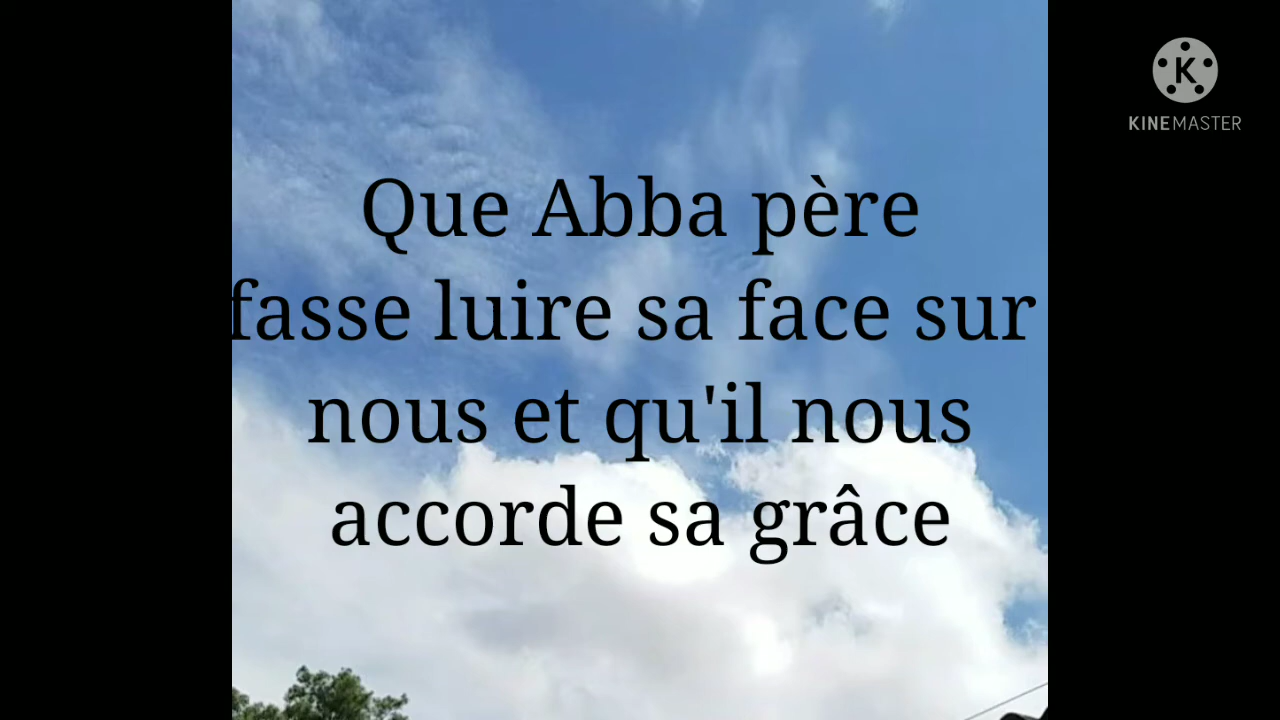 Que Abba père
fasse luire sa face sur
nous et qu'il nous
accorde sa grâce
K
KINEMASTER